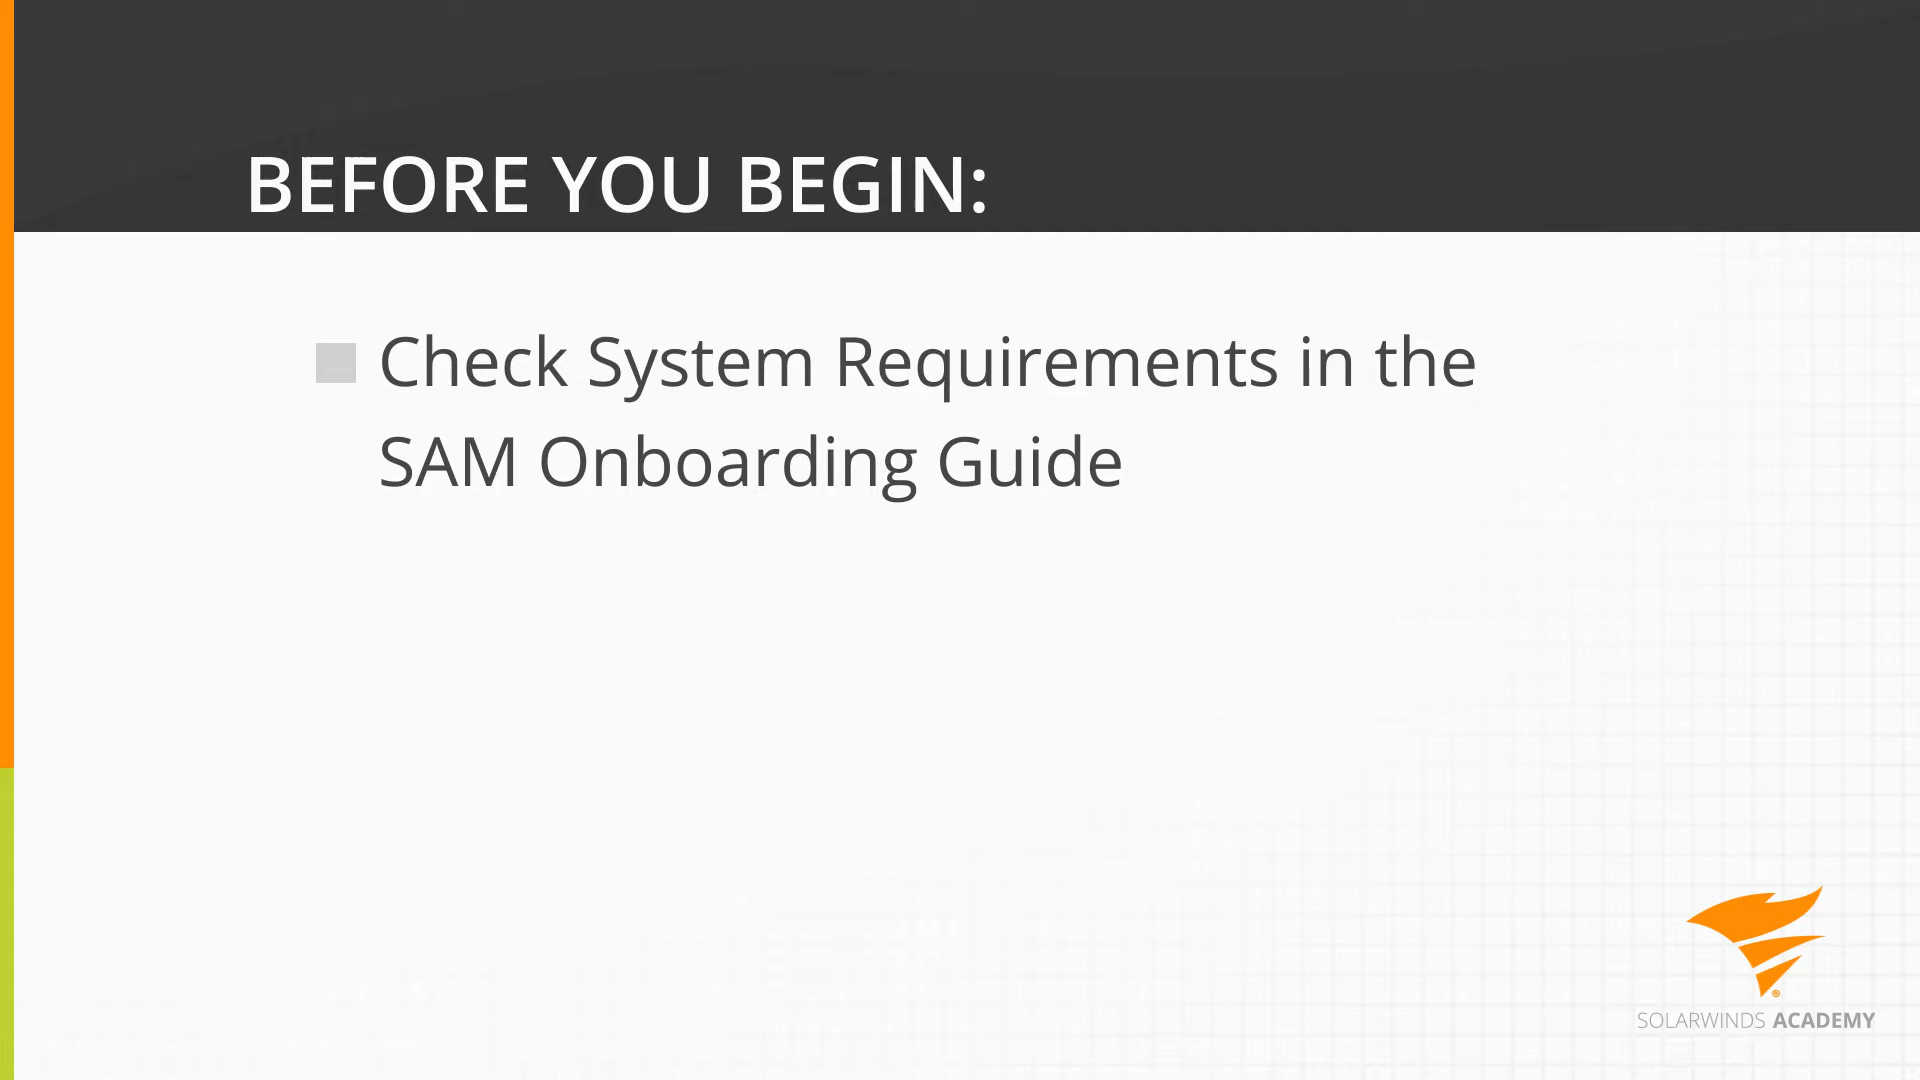 BEFORE YOU BEGIN:
Check System Requirements in the
SAM Onboarding Guide
®
SOLARWINDS ACADEMY